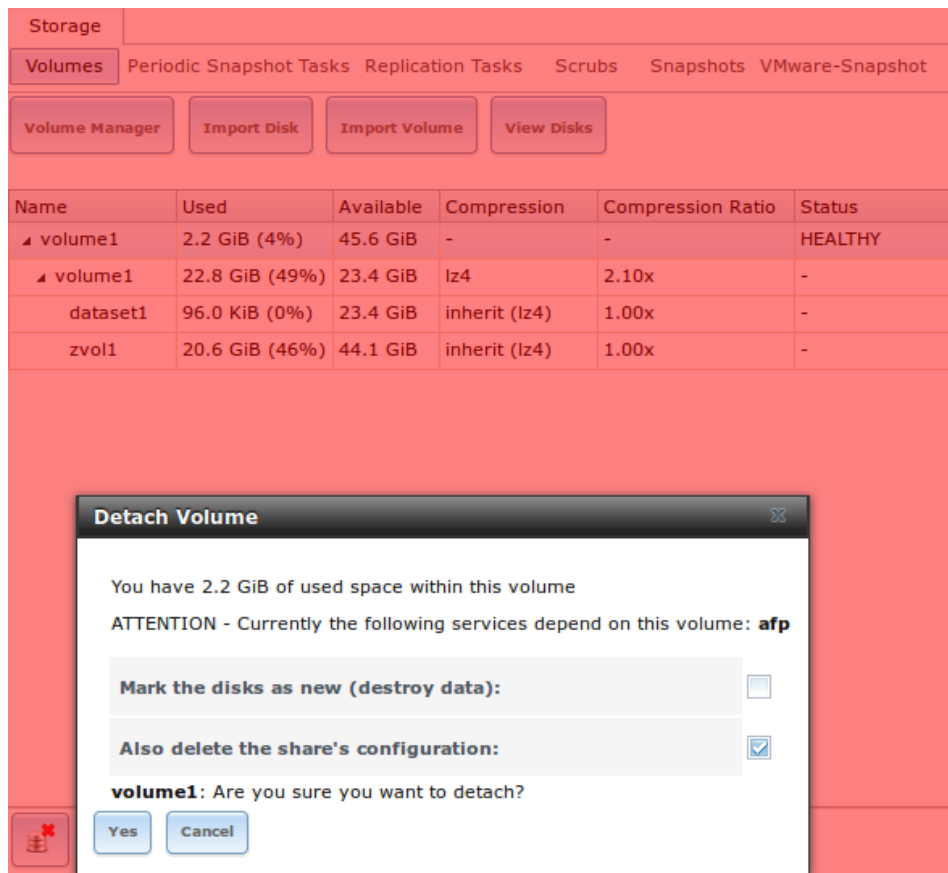 Storage
Volumes Periodic Snapshot Tasks Replication Tasks Scrubs Snapshots VMware-Snapshot
Volume Manager Import Disk Import Volume View Disks
Name Used Available Compression Compression Ratio Status
volume1 2.2 GiB (4%) 45.6 GiB - - HEALTHY
volume1 22.8 GiB (49%) 23.4 GiB lz4 2.10x -
dataset1 96.0 KiB (0%) 23.4 GiB inherit (lz4) 1.00x -
zvol1 20.6 GiB (46%) 44.1 GiB inherit (lz4) 1.00x -
Detach Volume
You have 2.2 GiB of used space within this volume
ATTENTION - Currently the following services depend on this volume: afp
Mark the disks as new (destroy data):
Also delete the share's configuration:
volume1: Are you sure you want to detach?
Yes Cancel